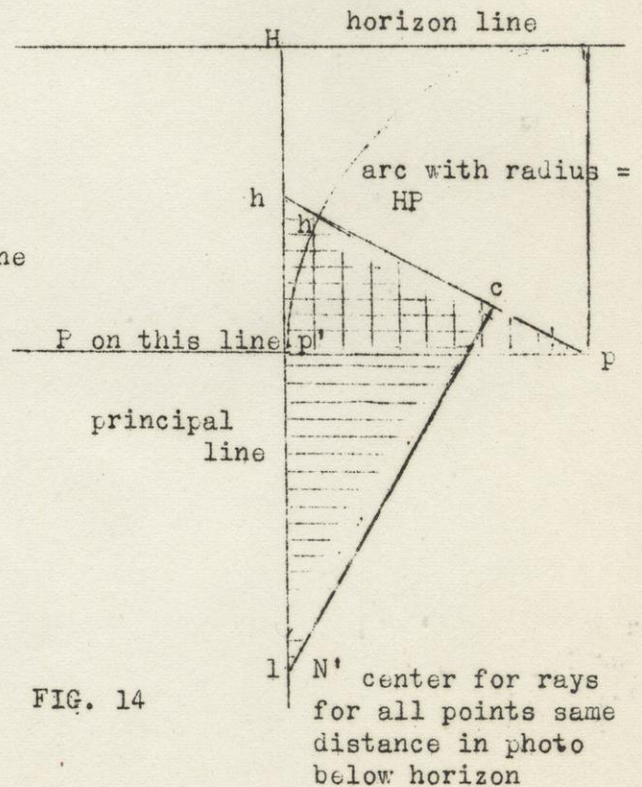 horizon line
H
arc with radius =
HP
h
h
ne
c
P on this line p'
p
principal
line
l N' center for rays
for all points same
distance in photo
below horizon
FIG. 14